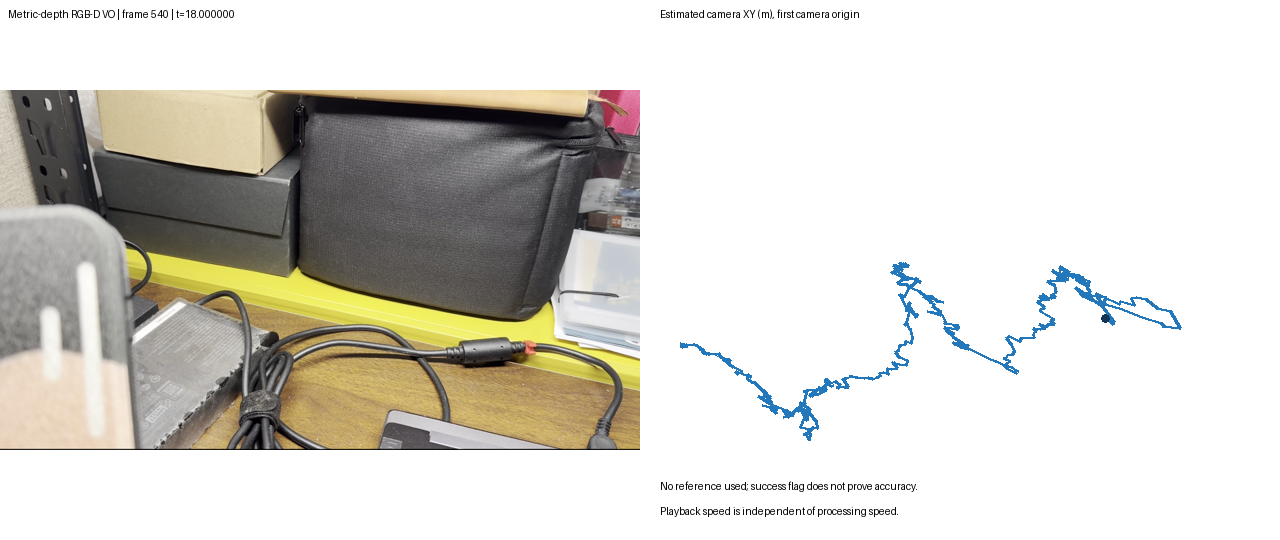 Metric-depth RGB-D VO | frame 540 | t=18.000000
Estimated camera XY (m), first camera origin
No reference used; success flag does not prove accuracy.
Playback speed is independent of processing speed.